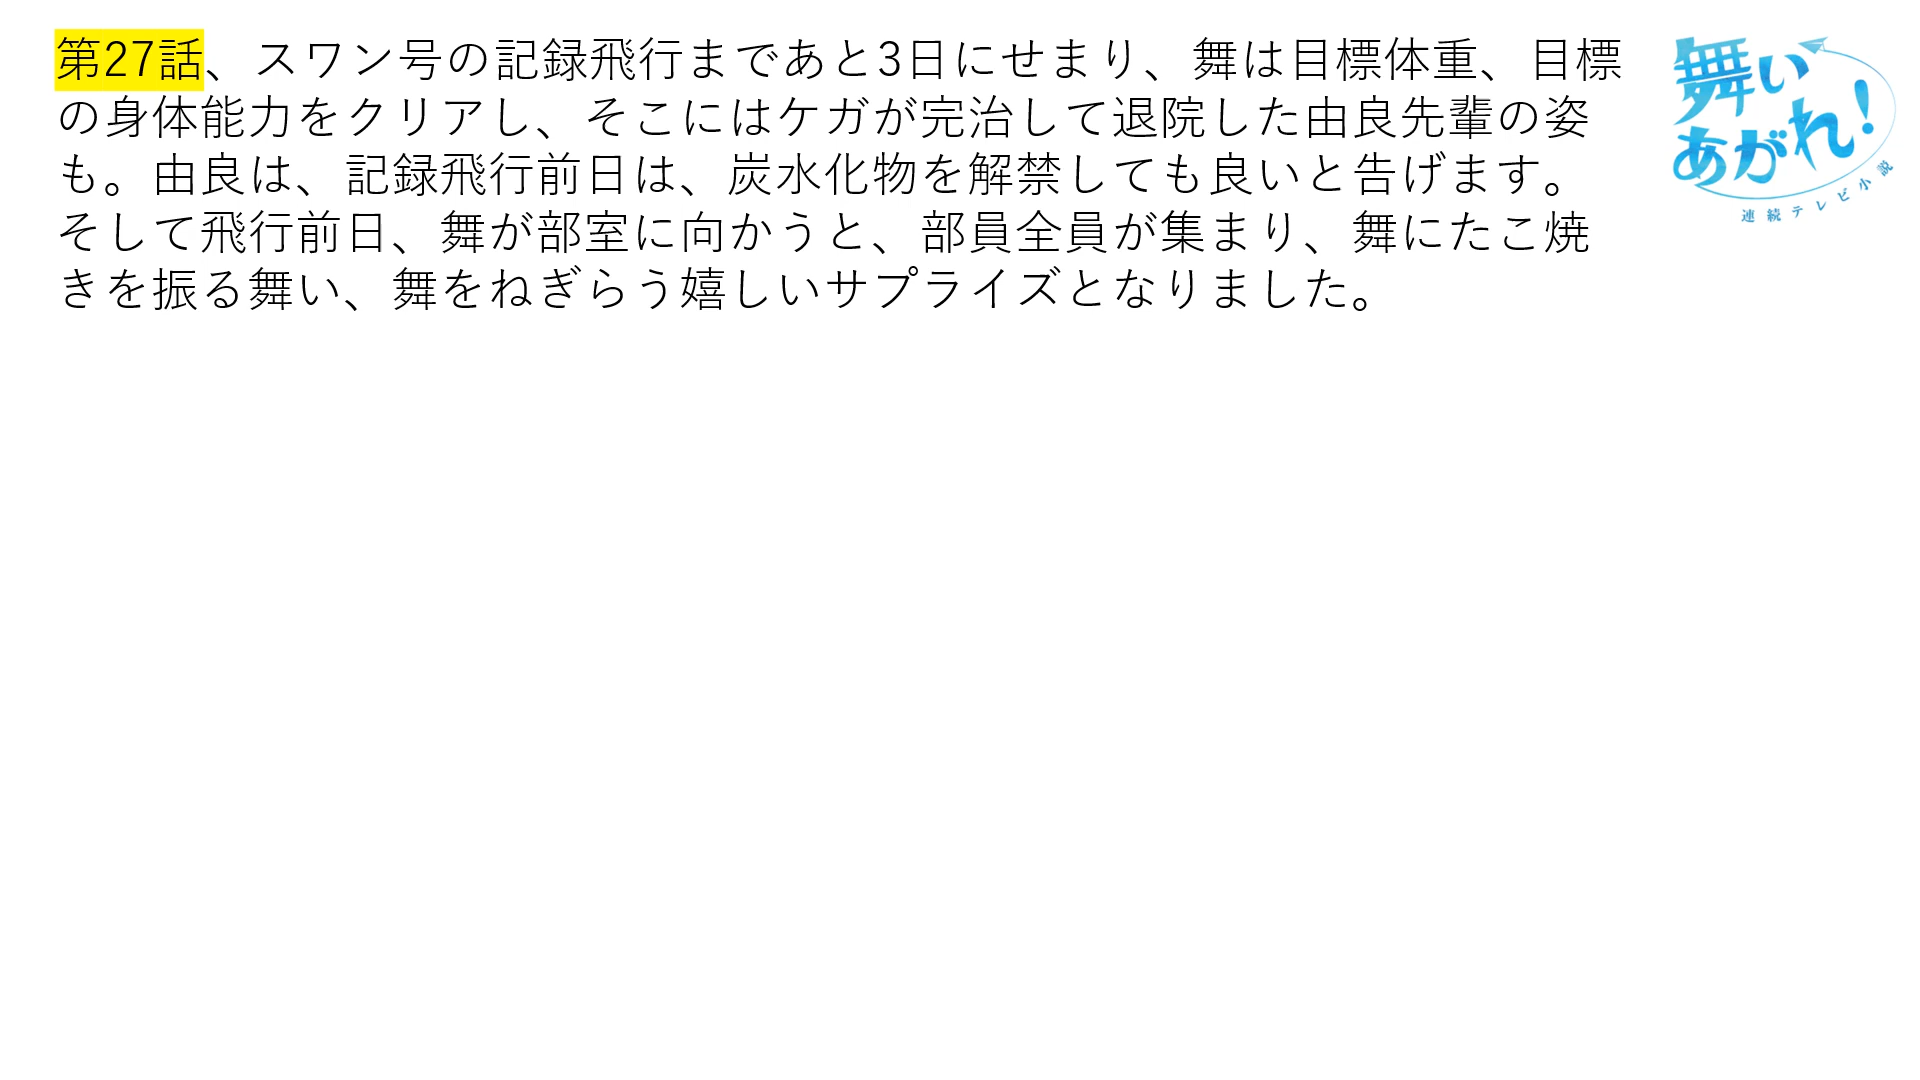 第27話、スワン号の記録飛行まであと3日にせまり、舞は目標体重、目標
の身体能力をクリアし、そこにはケガが完治して退院した由良先輩の姿
も。由良は、記録飛行前日は、炭水化物を解禁しても良いと告げます。
そして飛行前日、舞が部室に向かうと、部員全員が集まり、舞にたこ焼
きを振る舞い、舞をねぎらう嬉しいサプライズとなりました。
舞い
あがれ!
連続テレビ小説